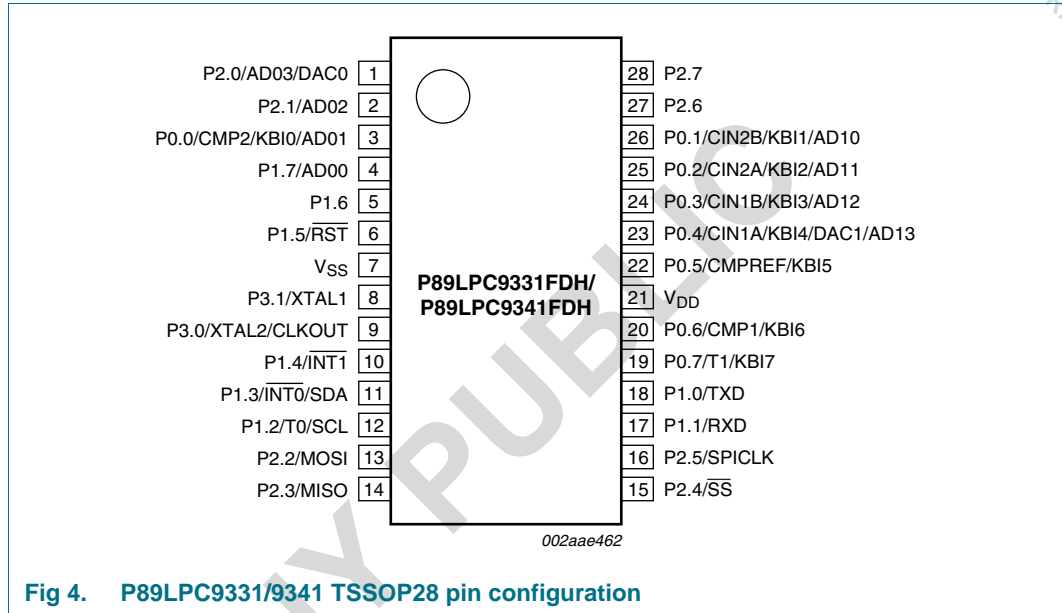 P2.0/AD03/DAC0 1
P2.1/AD02 2
P0.0/CMP2/KBI0/AD01 3
P1.7/AD00 4
P1.6 5
P1.5/RST 6
VSS 7
P3.1/XTAL1 8
P3.0/XTAL2/CLKOUT 9
P1.4/INT1 10
P1.3/INT0/SDA 11
P1.2/T0/SCL 12
P2.2/MOSI 13
P2.3/MISO 14
P89LPC9331FDH/
P89LPC9341FDH
28 P2.7
27 P2.6
26 P0.1/CIN2B/KBI1/AD10
25 P0.2/CIN2A/KBI2/AD11
24 P0.3/CIN1B/KBI3/AD12
23 P0.4/CIN1A/KBI4/DAC1/AD13
22 P0.5/CMPREF/KBI5
21 VDD
20 P0.6/CMP1/KBI6
19 P0.7/T1/KBI7
18 P1.0/TXD
17 P1.1/RXD
16 P2.5/SPICLK
15 P2.4/SS
002aae462
Fig 4. P89LPC9331/9341 TSSOP28 pin configuration
PUBLIC